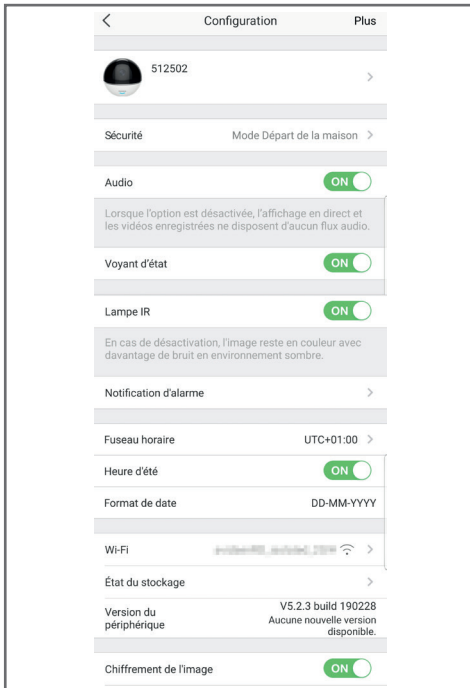 Configuration Plus
512502
Sécurité Mode Départ de la maison
Audio ON
Lorsque l'option est désactivée, l'affichage en direct et
les vidéos enregistrées ne disposent d'aucun flux audio.
Voyant d'état ON
Lampe IR ON
En cas de désactivation, l'image reste en couleur avec
davantage de bruit en environnement sombre.
Notification d'alarme
Fuseau horaire UTC+01:00
Heure d'été ON
Format de date DD-MM-YYYY
Wi-Fi
État du stockage
Version du V5.2.3 build 190228
périphérique Aucune nouvelle version
disponible.
Chiffrement de l'image ON